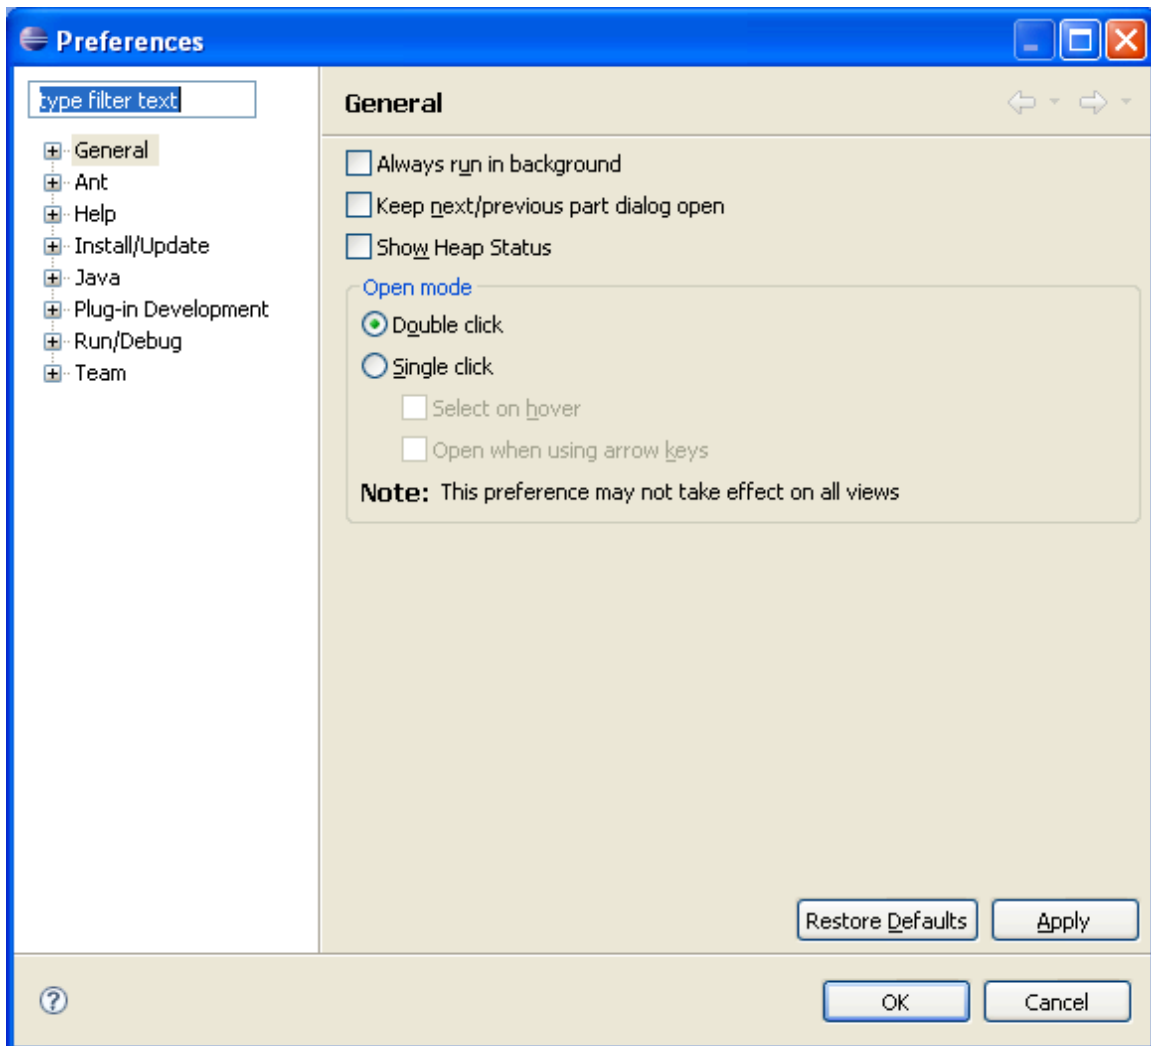 Preferences
type filter text
General
Ant
Help
Install/Update
Java
Plug-in Development
Run/Debug
Team
General
Always run in background
Keep next/previous part dialog open
Show Heap Status
Open mode
Double click
Single click
Select on hover
Open when using arrow keys
Note: This preference may not take effect on all views
Restore Defaults
Apply
?
OK
Cancel